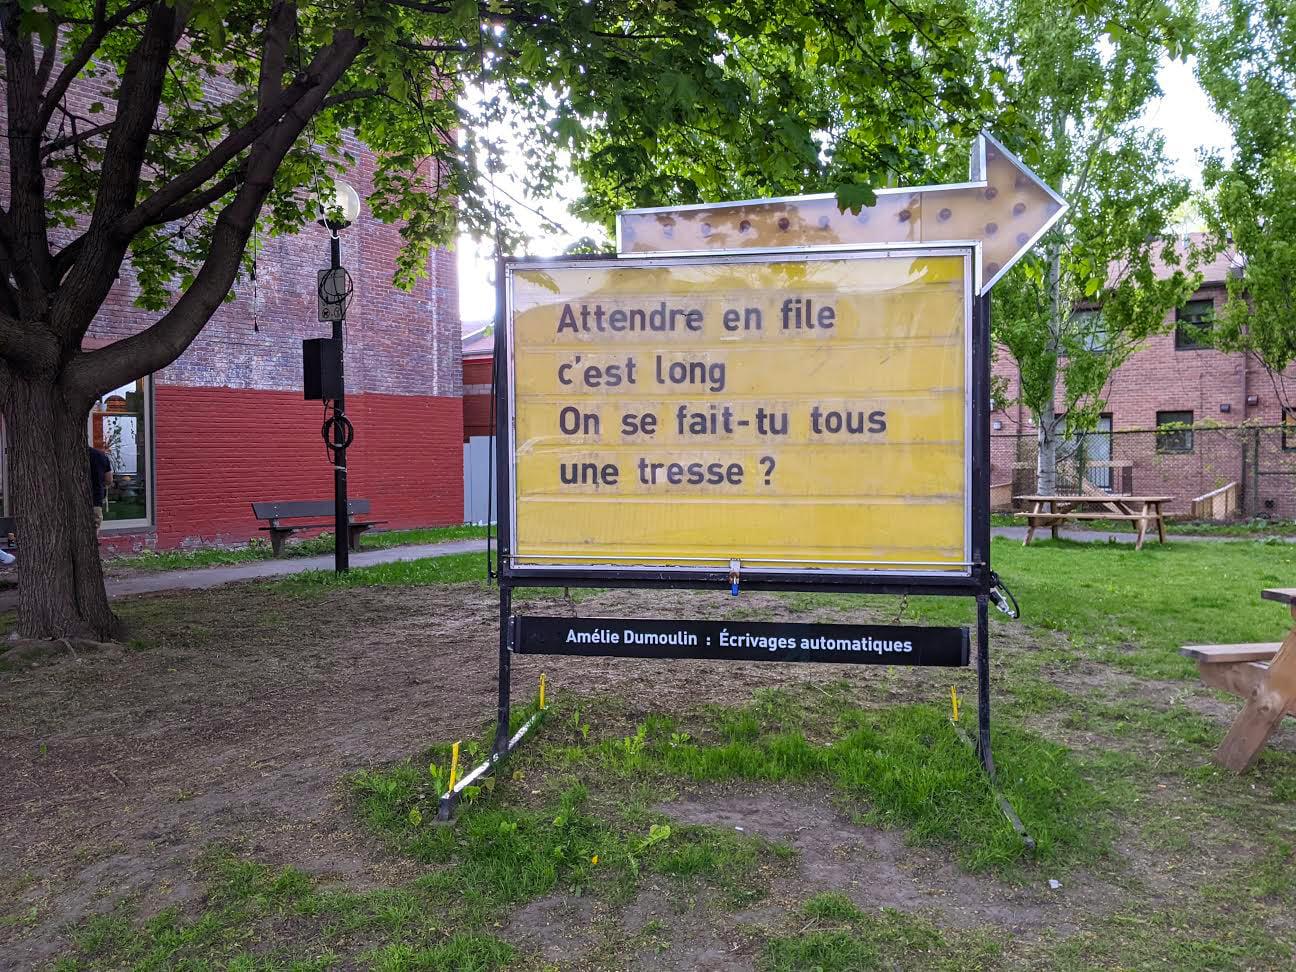 Attendre en file
c'est long
On se fait-tu tous
une tresse ?
Amélie Dumoulin : Écrivages automatiques